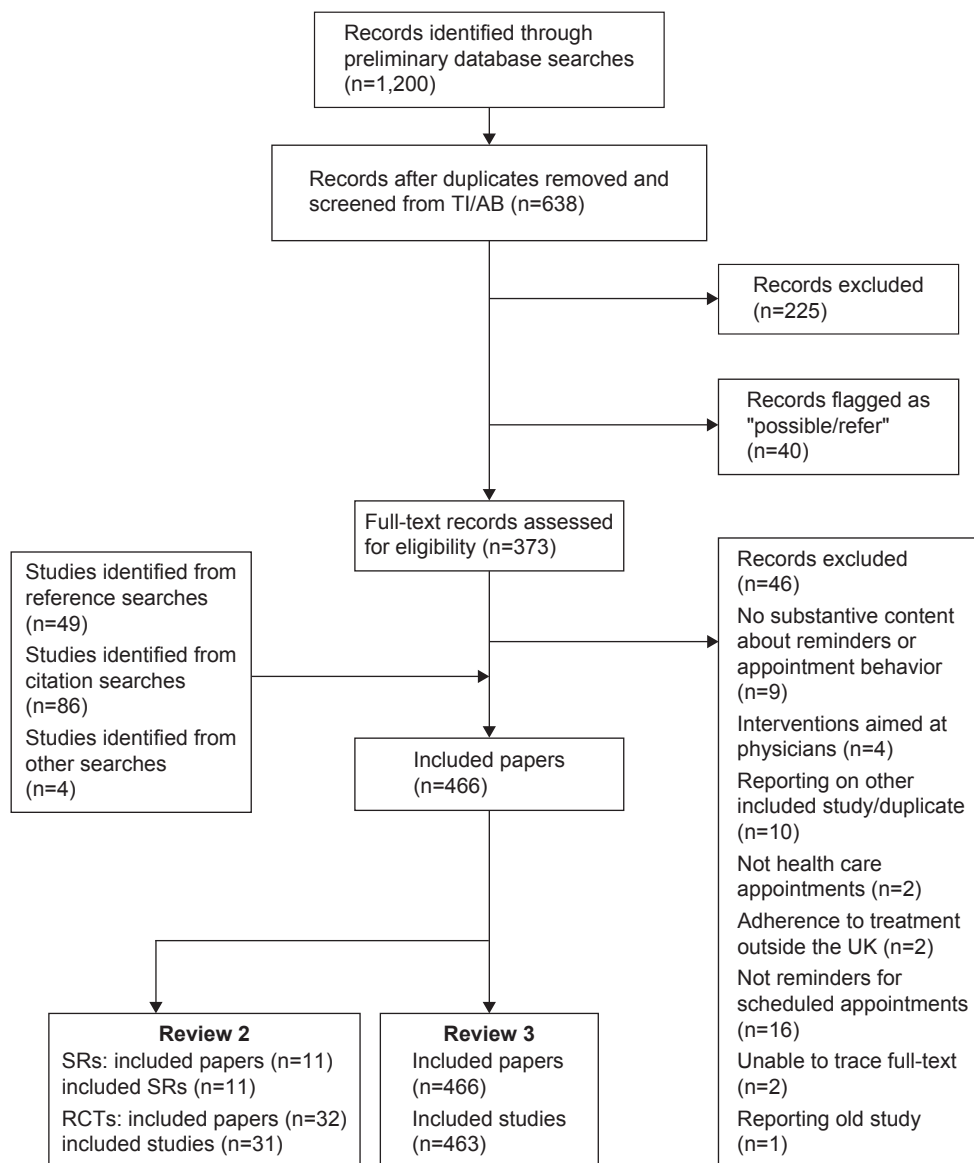 Records identified through
preliminary database searches
(n=1,200)
Records after duplicates removed and
screened from TI/AB (n=638)
Records excluded
(n=225)
Records flagged as
"possible/refer"
(n=40)
Full-text records assessed
for eligibility (n=373)
Studies identified from
reference searches
(n=49)
Studies identified from
citation searches
(n=86)
Studies identified from
other searches
(n=4)
Records excluded
(n=46)
No substantive content
about reminders or
appointment behavior
(n=9)
Interventions aimed at
physicians (n=4)
Reporting on other
included study/duplicate
(n=10)
Not health care
appointments (n=2)
Adherence to treatment
outside the UK (n=2)
Not reminders for
scheduled appointments
(n=16)
Unable to trace full-text
(n=2)
Reporting old study
(n=1)
Included papers
(n=466)
Review 2
SRs: included papers (n=11)
included SRs (n=11)
RCTs: included papers (n=32)
included studies (n=31)
Review 3
Included papers
(n=466)
Included studies
(n=463)